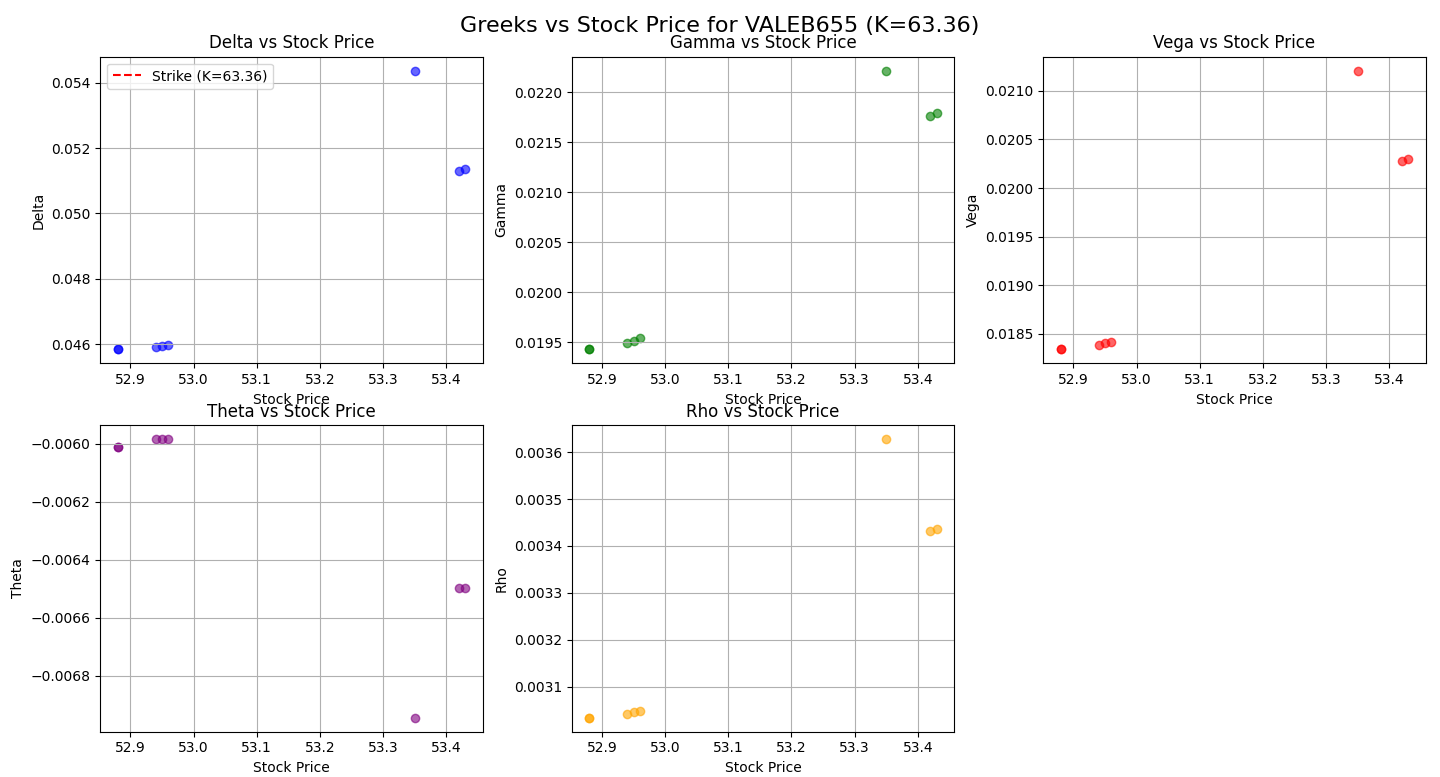 Greeks vs Stock Price for VALEB655 (K=63.36)
Delta vs Stock Price
Strike (K=63.36)
Delta
0.054
0.052
0.050
0.048
0.046
52.9 53.0 53.1 53.2 53.3 53.4
Stock Price
Gamma vs Stock Price
Gamma
0.0220
0.0215
0.0210
0.0205
0.0200
0.0195
52.9 53.0 53.1 53.2 53.3 53.4
Stock Price
Vega vs Stock Price
Vega
0.0210
0.0205
0.0200
0.0195
0.0190
0.0185
52.9 53.0 53.1 53.2 53.3 53.4
Stock Price
Theta vs Stock Price
Theta
−0.0060
−0.0062
−0.0064
−0.0066
−0.0068
52.9 53.0 53.1 53.2 53.3 53.4
Stock Price
Rho vs Stock Price
Rho
0.0036
0.0035
0.0034
0.0033
0.0032
0.0031
52.9 53.0 53.1 53.2 53.3 53.4
Stock Price